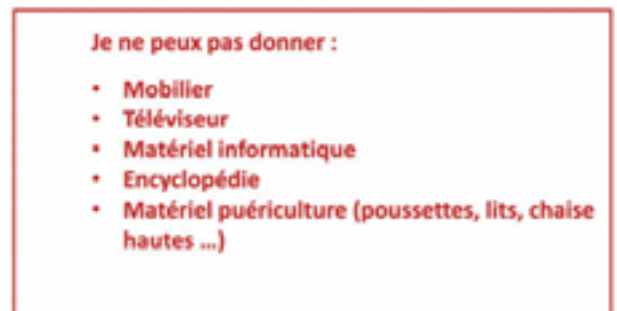 Je ne peux pas donner :
• Mobilier
• Téléviseur
• Matériel informatique
• Encyclopédie
• Matériel puériculture (poussettes, lits, chaise
hautes ...)